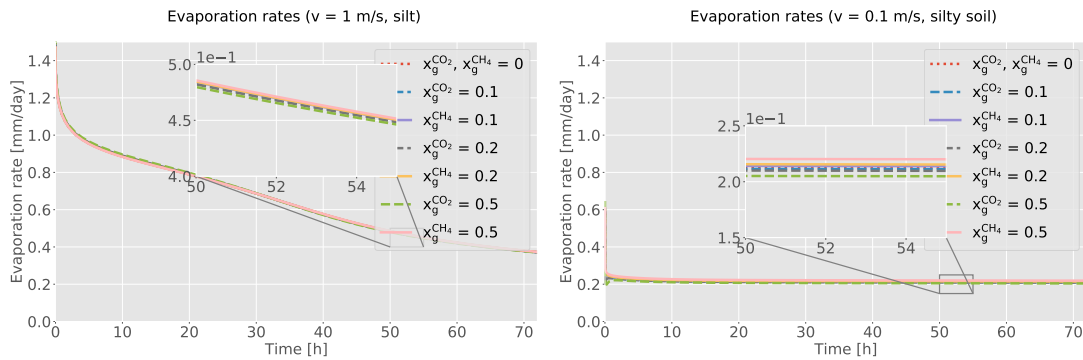 Evaporation rates (v = 1 m/s, silt)
Evaporation rate [mm/day]
1.4
1.2
1.0
0.8
0.6
0.4
0.2
0.0
0
10
20
30
40
50
60
70
Time [h]
1e−1
5.0
4.5
4.0
50
52
54
x_g^CO₂, x_g^CH₄ = 0
x_g^CO₂ = 0.1
x_g^CH₄ = 0.1
x_g^CO₂ = 0.2
x_g^CH₄ = 0.2
x_g^CO₂ = 0.5
x_g^CH₄ = 0.5
Evaporation rates (v = 0.1 m/s, silty soil)
Evaporation rate [mm/day]
1.4
1.2
1.0
0.8
0.6
0.4
0.2
0.0
0
10
20
30
40
50
60
70
Time [h]
1e−1
2.5
2.0
1.5
50
52
54
x_g^CO₂, x_g^CH₄ = 0
x_g^CO₂ = 0.1
x_g^CH₄ = 0.1
x_g^CO₂ = 0.2
x_g^CH₄ = 0.2
x_g^CO₂ = 0.5
x_g^CH₄ = 0.5